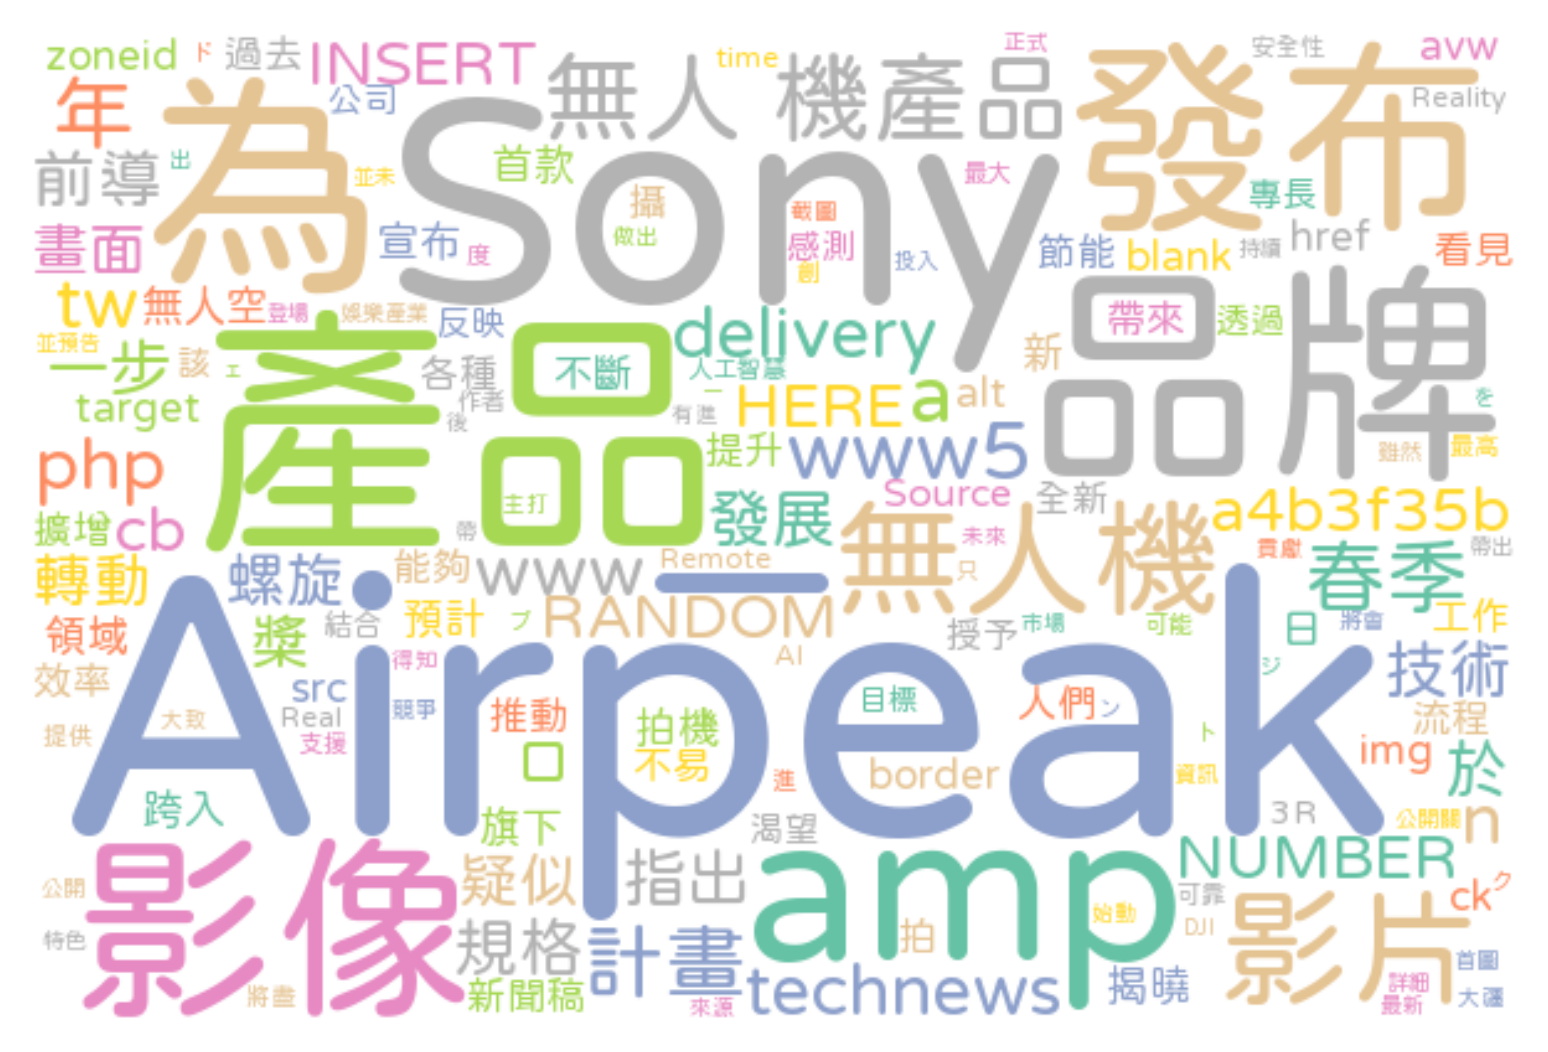 zoneid
ド
過去
INSERT
無人
time
機產品
正式
發布
安全性
avw
年
為
公司
Sony
Reality
前導
出
並未
首款
攝
最大
專長
畫面
宣布
度
做出
截圖
感測
創
投入
節能
blank
持續
href
看見
tw
無人空
登場
娛樂產業
反映
delivery
品牌
帶來
透過
並預告
一步
該
ェ
產品
各種
不斷
人工智慧
新
target
作者
後
有進
一
HERE
a
alt
を
php
提升
www5
雖然
最高
擴增
cb
主打
帶
發展
Source
全新
a4b3f35b
無人機
未來
只
貢獻
春季
帶出
轉動
螺旋
能夠
www
Remote
Airpeak
領域
槳
結合
預計
プ
RANDOM
授予
市場
可能
日
將會
工作
效率
src
得知
AI
ジ
技術
提供
大致
Real
支援
競爭
推動
拍機
目標
人們
ン
ト
流程
口
不易
進
border
資訊
img
於
跨入
旗下
渴望
3R
公開關
n
影像
疑似
指出
amp
NUMBER
公開
可靠
ck
ク
特色
規格
計畫
拍
始動
DJI
影片
將盡
新聞稿
來源
technews
揭曉
詳細
最新
首圖
大疆